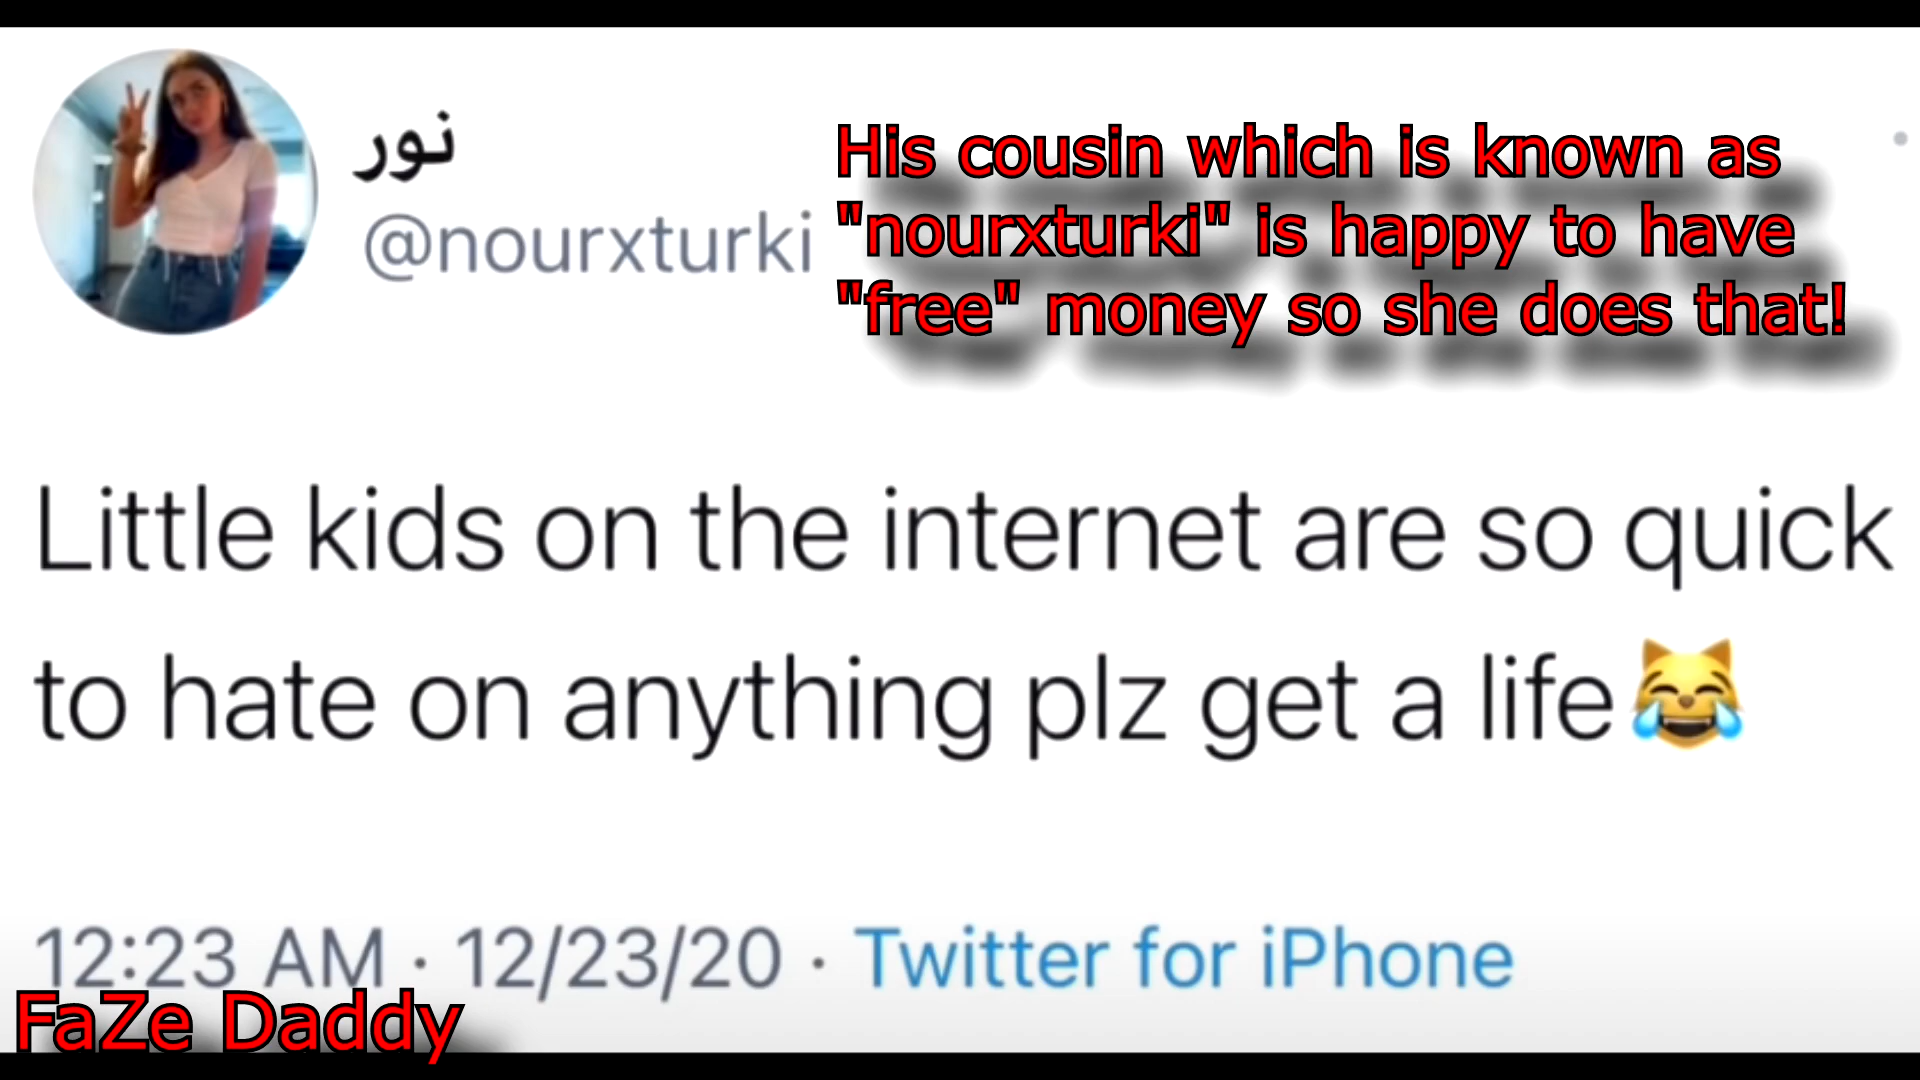 نور
@nourxturki
His cousin which is known as
"nourxturki" is happy to have
"free" money so she does that!
Little kids on the internet are so quick
to hate on anything plz get a life😹
12:23 AM · 12/23/20 · Twitter for iPhone
FaZe Daddy